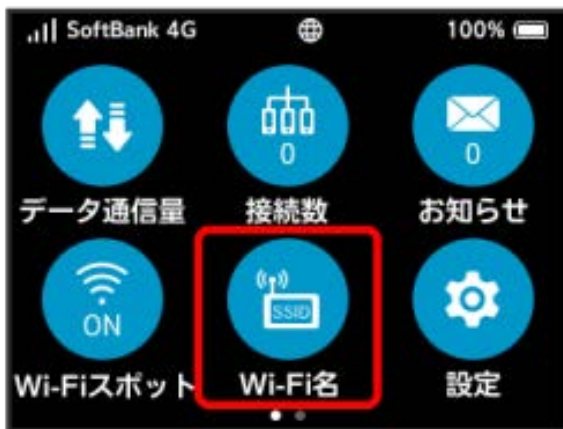 SoftBank 4G 100%
0 0
データ通信量 接続数 お知らせ
ON SSID
Wi-Fiスポット Wi-Fi名 設定